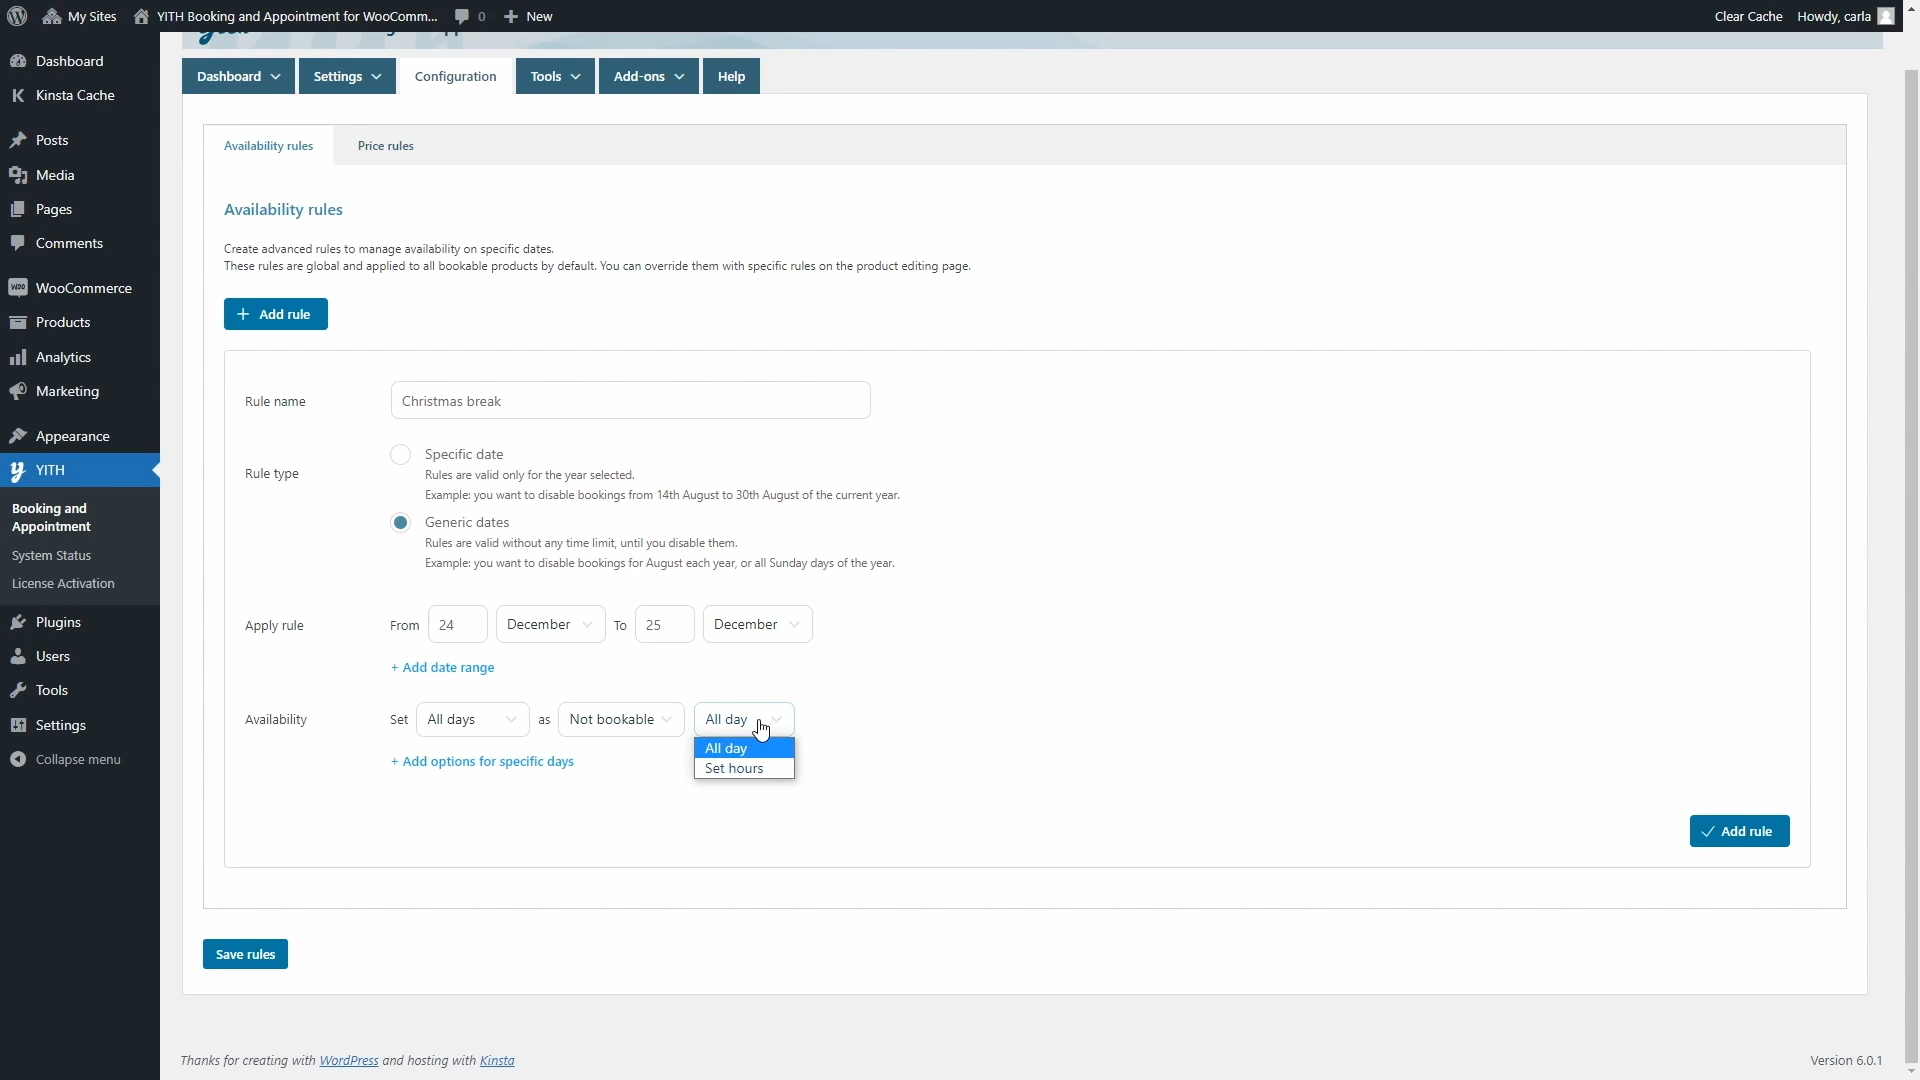 My Sites
YITH Booking and Appointment for WooComm...
0
New
Clear Cache
Howdy, carla
Dashboard
Kinsta Cache
Posts
Media
Pages
Comments
WooCommerce
Products
Analytics
Marketing
Appearance
YITH
Booking and
Appointment
System Status
License Activation
Plugins
Users
Tools
Settings
Collapse menu
Dashboard
Settings
Configuration
Tools
Add-ons
Help
Availability rules
Price rules
Availability rules
Create advanced rules to manage availability on specific dates.
These rules are global and applied to all bookable products by default. You can override them with specific rules on the product editing page.
+ Add rule
Rule name
Christmas break
Rule type
Specific date
Rules are valid only for the year selected.
Example: you want to disable bookings from 14th August to 30th August of the current year.
Generic dates
Rules are valid without any time limit, until you disable them.
Example: you want to disable bookings for August each year, or all Sunday days of the year.
Apply rule
From 24 December To 25 December
+ Add date range
Availability
Set All days as Not bookable All day
All day
Set hours
+ Add options for specific days
Add rule
Save rules
Thanks for creating with WordPress and hosting with Kinsta
Version 6.0.1